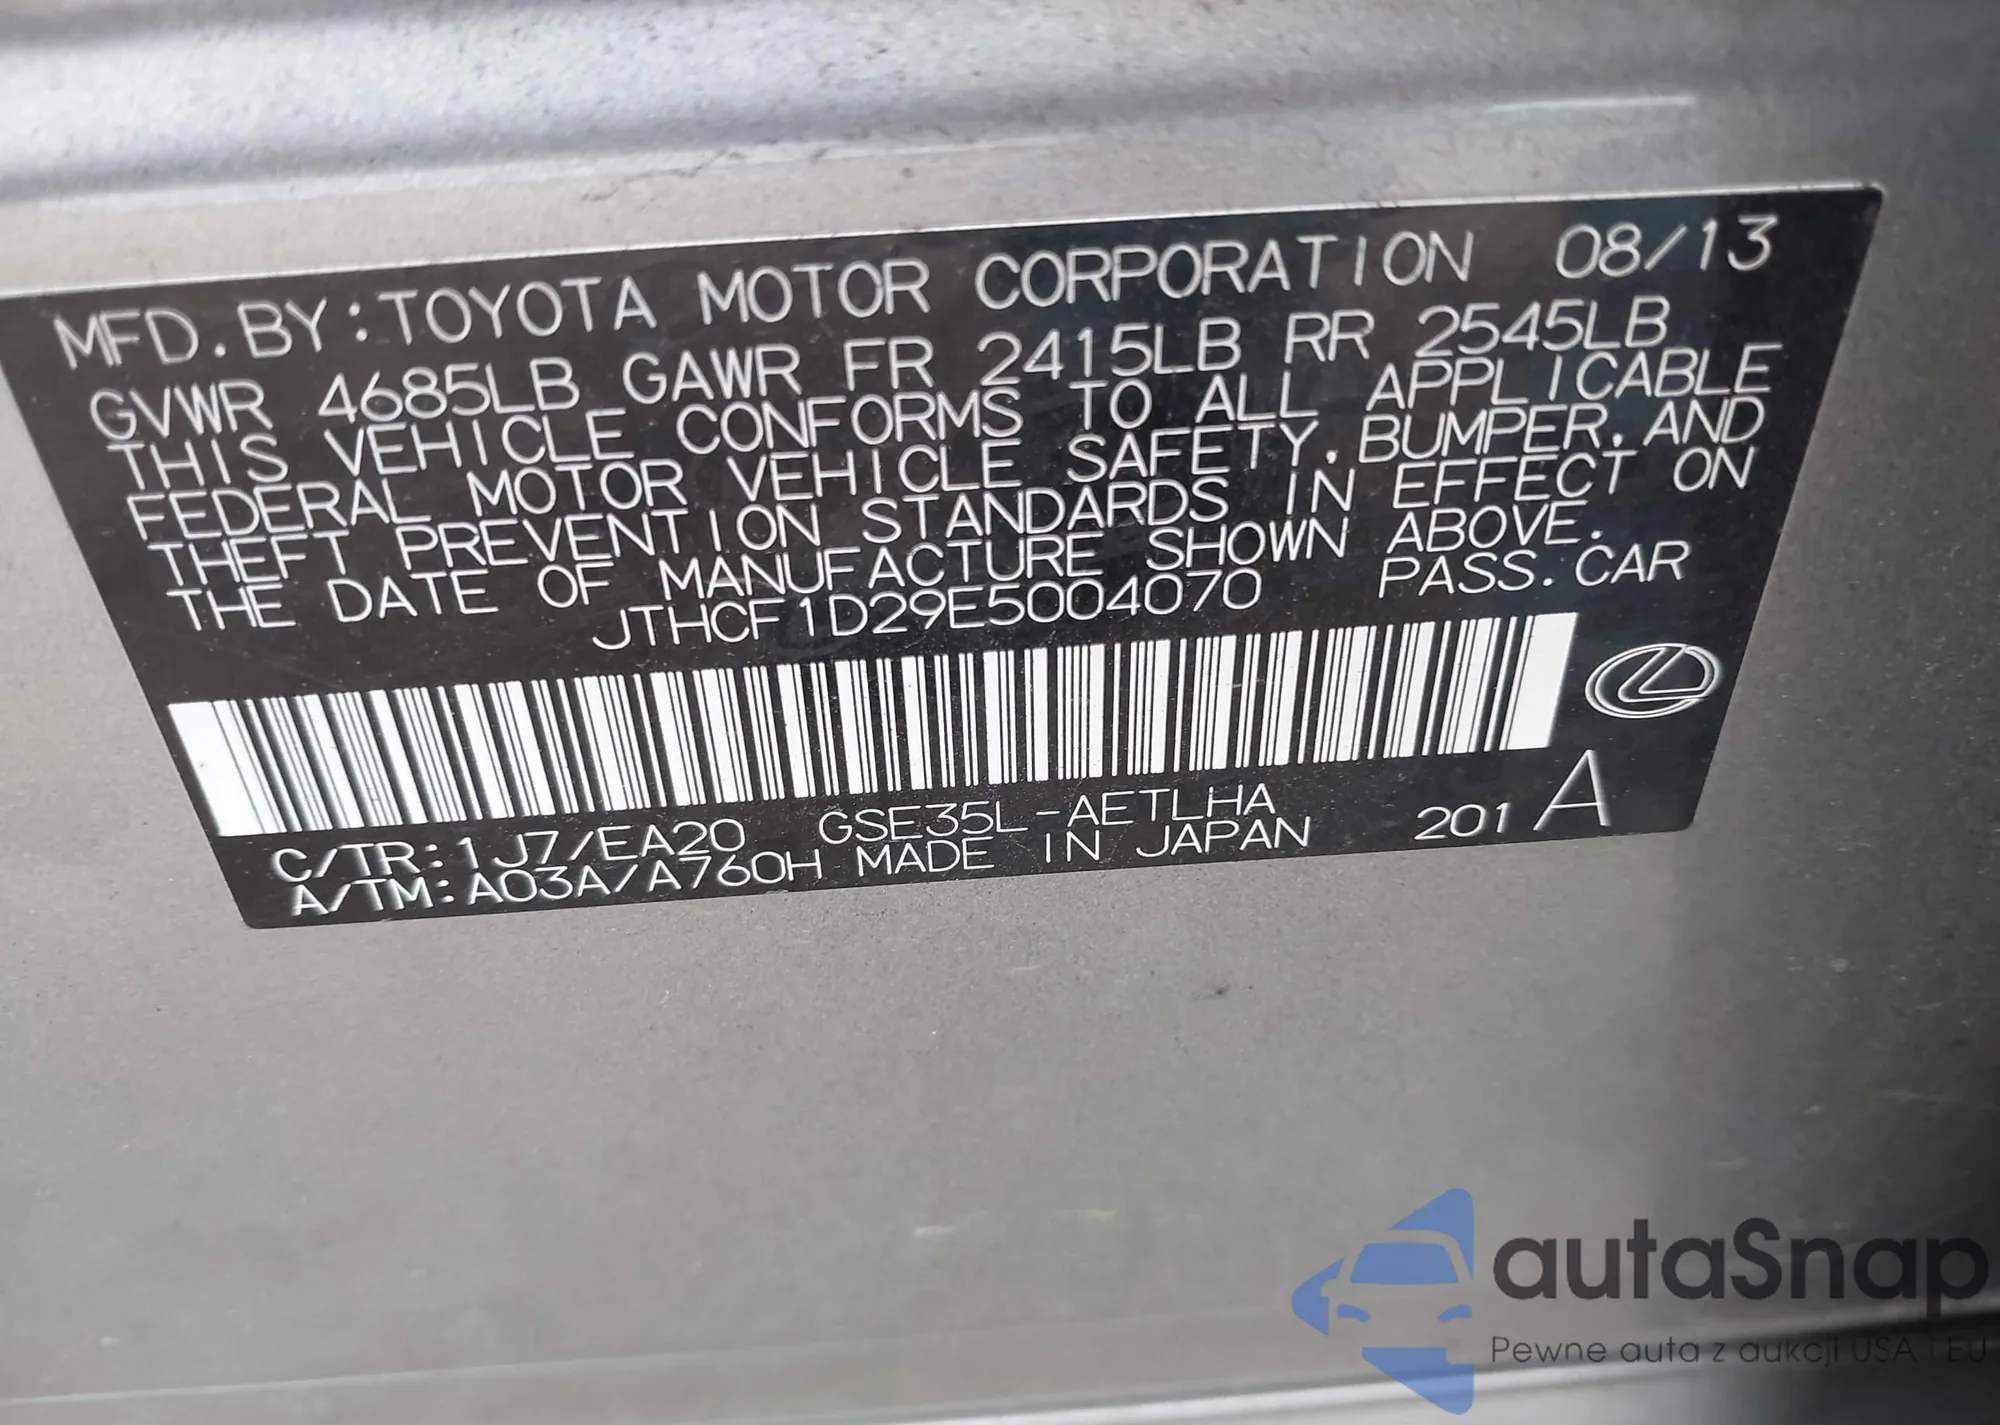 MFD. BY:TOYOTA MOTOR CORPORATION 08/13
GVWR 4685LB GAWR FR 2415LB RR 2545LB
THIS VEHICLE CONFORMS TO ALL APPLICABLE
FEDERAL MOTOR VEHICLE SAFETY, BUMPER, AND
THEFT PREVENTION STANDARDS IN EFFECT ON
THE DATE OF MANUFACTURE SHOWN ABOVE.
JTHCF1D29E5004070 PASS. CAR
C/TR:1J7/EA20 GSE35L-AETLHA
A/TM:A03A/A760H MADE IN JAPAN 201 A
autaSnap
Pewne auta z aukcji USA i EU